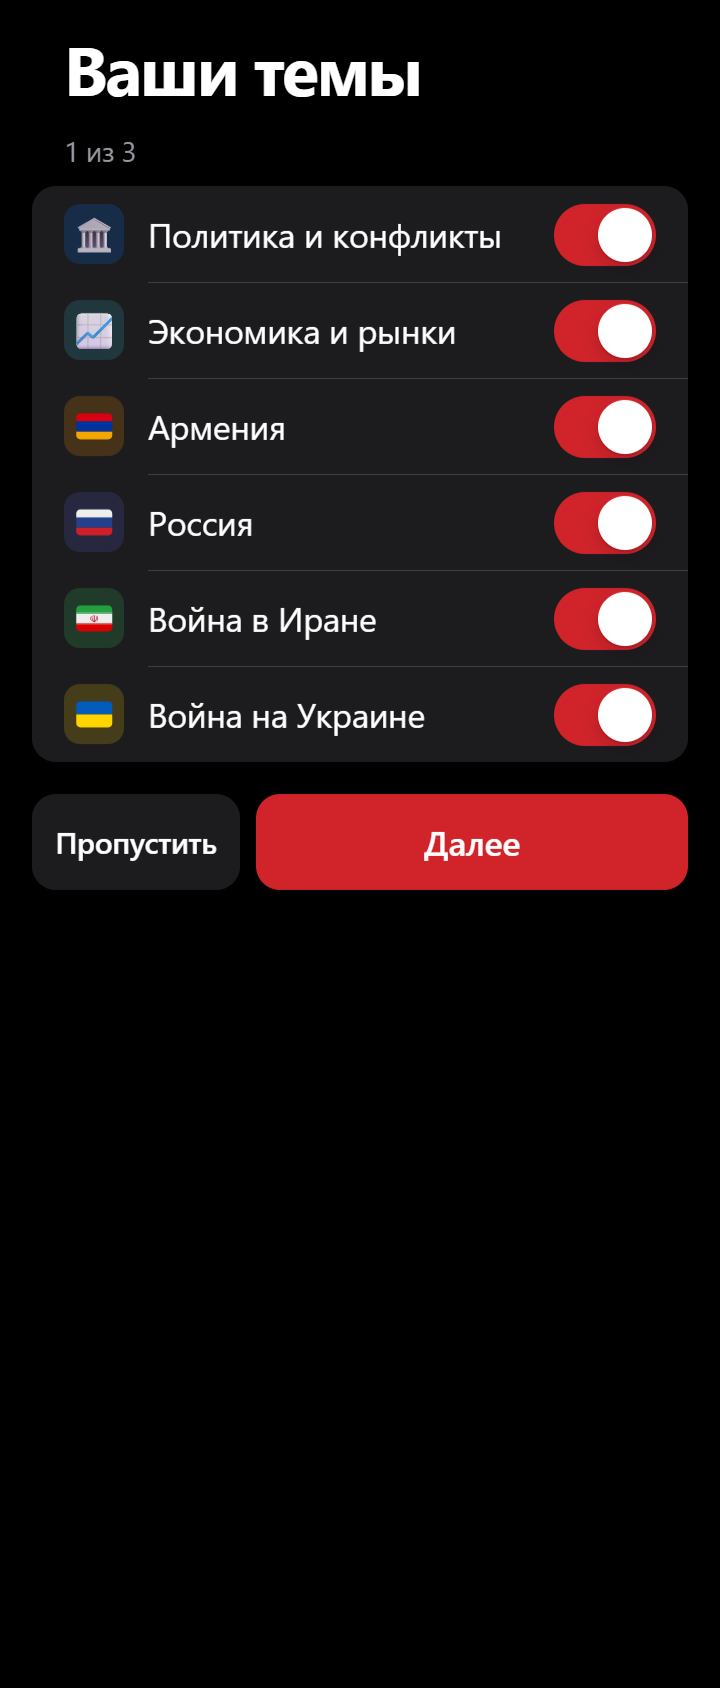 Ваши темы
1 из 3
Политика и конфликты
Экономика и рынки
Армения
Россия
Война в Иране
Война на Украине
Пропустить
Далее